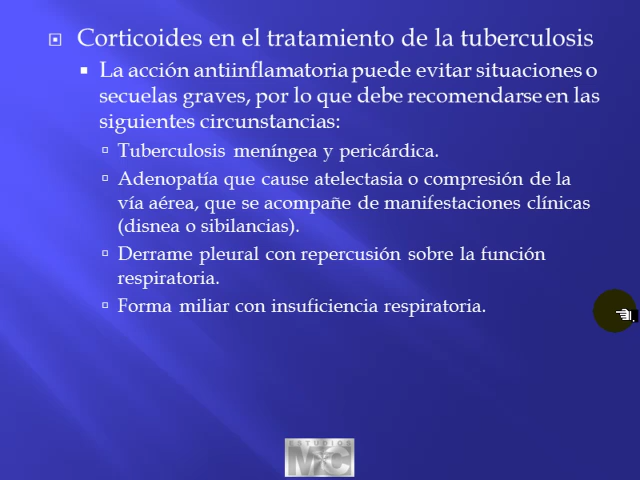 Corticoides en el tratamiento de la tuberculosis
La acción antiinflamatoria puede evitar situaciones o
secuelas graves, por lo que debe recomendarse en las
siguientes circunstancias:
Tuberculosis meníngea y pericárdica.
Adenopatía que cause atelectasia o compresión de la
vía aérea, que se acompañe de manifestaciones clínicas
(disnea o sibilancias).
Derrame pleural con repercusión sobre la función
respiratoria.
Forma miliar con insuficiencia respiratoria.
ESTUDIOS
M C